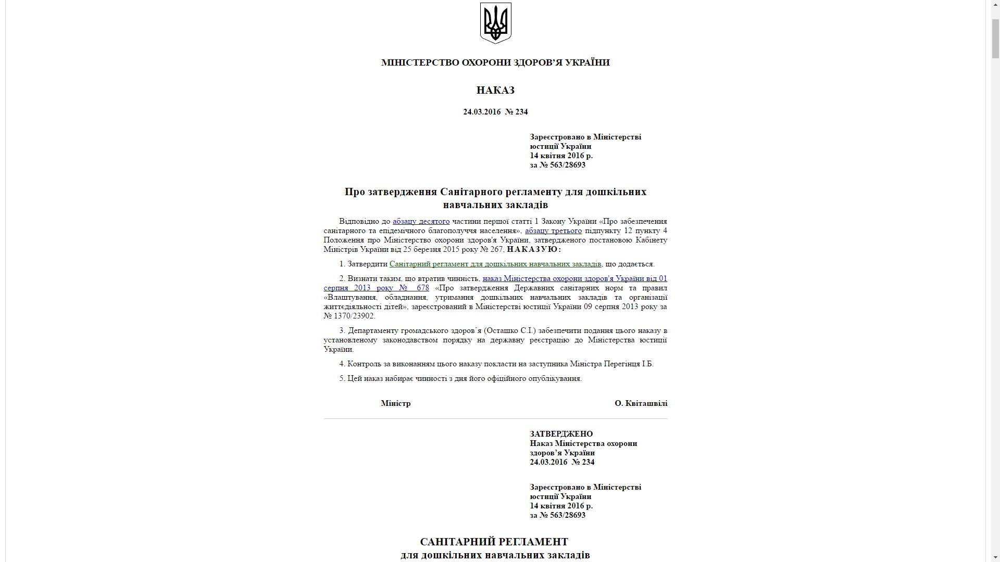 МІНІСТЕРСТВО ОХОРОНИ ЗДОРОВ’Я УКРАЇНИ
НАКАЗ
24.03.2016 № 234
Зареєстровано в Міністерстві
юстиції України
14 квітня 2016 р.
за № 563/28693
Про затвердження Санітарного регламенту для дошкільних
навчальних закладів
Відповідно до абзацу десятого частини першої статті 1 Закону України «Про забезпечення
санітарного та епідемічного благополуччя населення», абзацу третього підпункту 12 пункту 4
Положення про Міністерство охорони здоров'я України, затвердженого постановою Кабінету
Міністрів України від 25 березня 2015 року № 267, НАКАЗУЮ:
1. Затвердити Санітарний регламент для дошкільних навчальних закладів, що додається.
2. Визнати таким, що втратив чинність, наказ Міністерства охорони здоров'я України від 01
серпня 2013 року № 678 «Про затвердження Державних санітарних норм та правил
«Влаштування, обладнання, утримання дошкільних навчальних закладів та організації
життєдіяльності дітей», зареєстрований в Міністерстві юстиції України 09 серпня 2013 року за
№ 1370/23902.
3. Департаменту громадського здоров’я (Осташко С.І.) забезпечити подання цього наказу в
установленому законодавством порядку на державну реєстрацію до Міністерства юстиції
України.
4. Контроль за виконанням цього наказу покласти на заступника Міністра Перегінця І.Б.
5. Цей наказ набирає чинності з дня його офіційного опублікування.
Міністр О. Квіташвілі
ЗАТВЕРДЖЕНО
Наказ Міністерства охорони
здоров’я України
24.03.2016 № 234
Зареєстровано в Міністерстві
юстиції України
14 квітня 2016 р.
за № 563/28693
САНІТАРНИЙ РЕГЛАМЕНТ
для дошкільних навчальних закладів